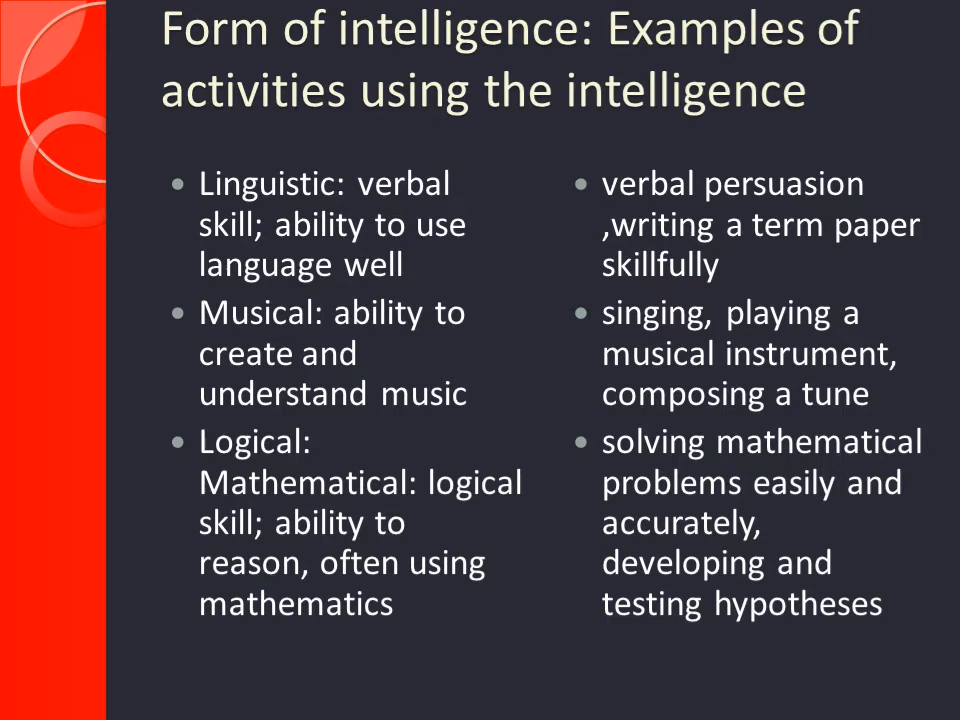 Form of intelligence: Examples of
activities using the intelligence
• Linguistic: verbal
skill; ability to use
language well
• Musical: ability to
create and
understand music
• Logical:
Mathematical: logical
skill; ability to
reason, often using
mathematics
• verbal persuasion
,writing a term paper
skillfully
• singing, playing a
musical instrument,
composing a tune
• solving mathematical
problems easily and
accurately,
developing and
testing hypotheses